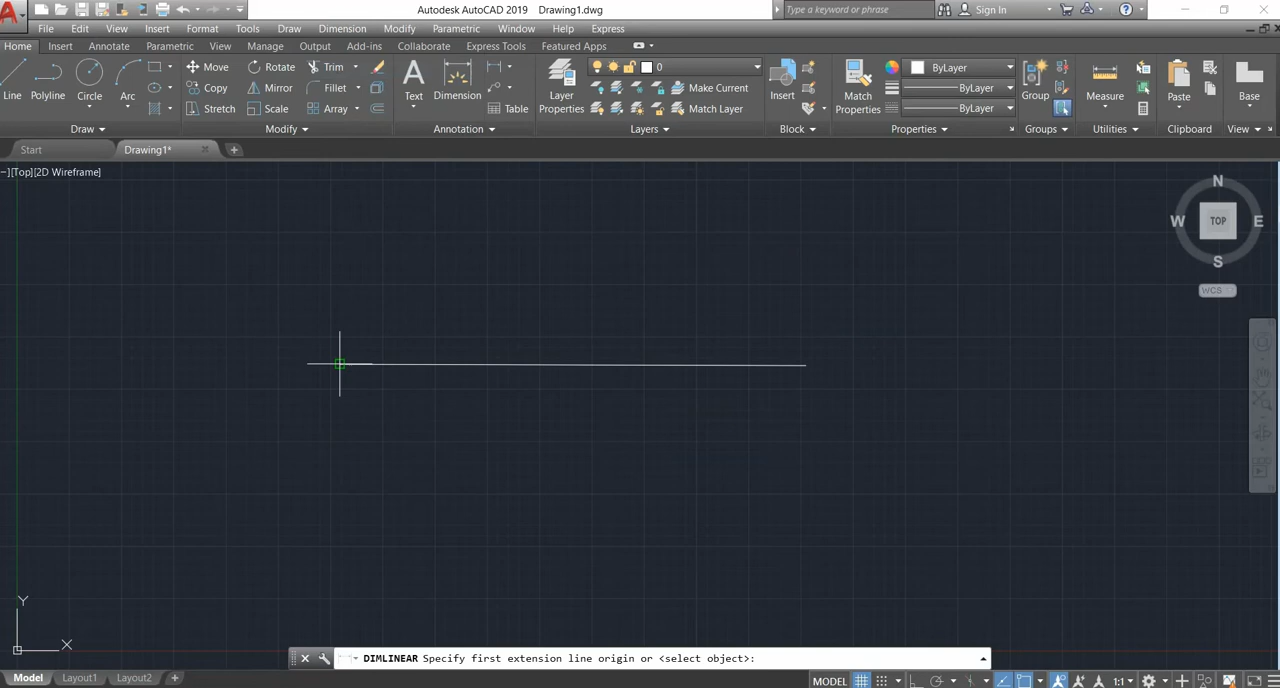 Autodesk AutoCAD 2019 Drawing1.dwg Type a keyword or phrase Sign In
File Edit View Insert Format Tools Draw Dimension Modify Parametric Window Help Express
Home Insert Annotate Parametric View Manage Output Add-ins Collaborate Express Tools Featured Apps
Line Polyline Circle Arc Move Rotate Trim Text Dimension Layer Properties 0 Insert Match Properties ByLayer Group Measure Paste Base
Copy Mirror Fillet Make Current ByLayer
Stretch Scale Array Table Match Layer ByLayer
Draw Modify Annotation Layers Block Properties Groups Utilities Clipboard View
Start Drawing1*
–][Top][2D Wireframe]
N
W TOP E
S
WCS
Y
X
DIMLINEAR Specify first extension line origin or <select object>:
Model Layout1 Layout2 MODEL 1:1